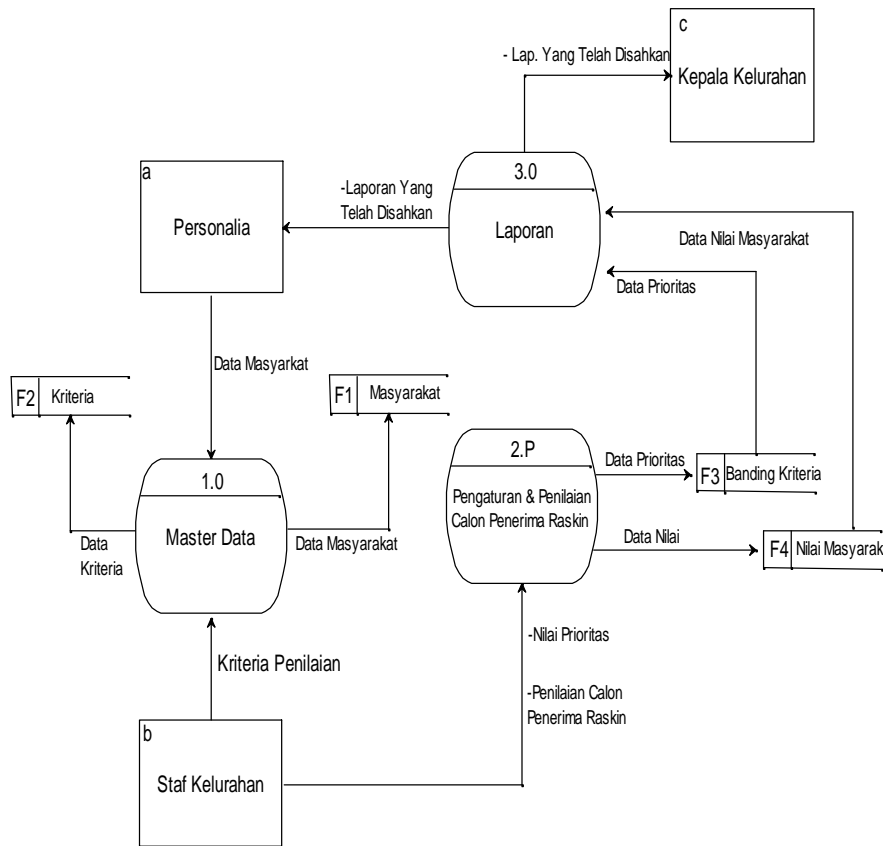 c
- Lap. Yang Telah Disahkan
Kepala Kelurahan
a
Personalia
-Laporan Yang
Telah Disahkan
3.0
Laporan
Data Nilai Masyarakat
Data Prioritas
Data Masyarkat
F2
Kriteria
F1
Masyarakat
1.0
Master Data
Data
Kriteria
Data Masyarakat
2.P
Pengaturan & Penilaian
Calon Penerima Raskin
Data Prioritas
F3
Banding Kriteria
Data Nilai
F4
Nilai Masyarak
Kriteria Penilaian
-Nilai Prioritas
-Penilaian Calon
Penerima Raskin
b
Staf Kelurahan